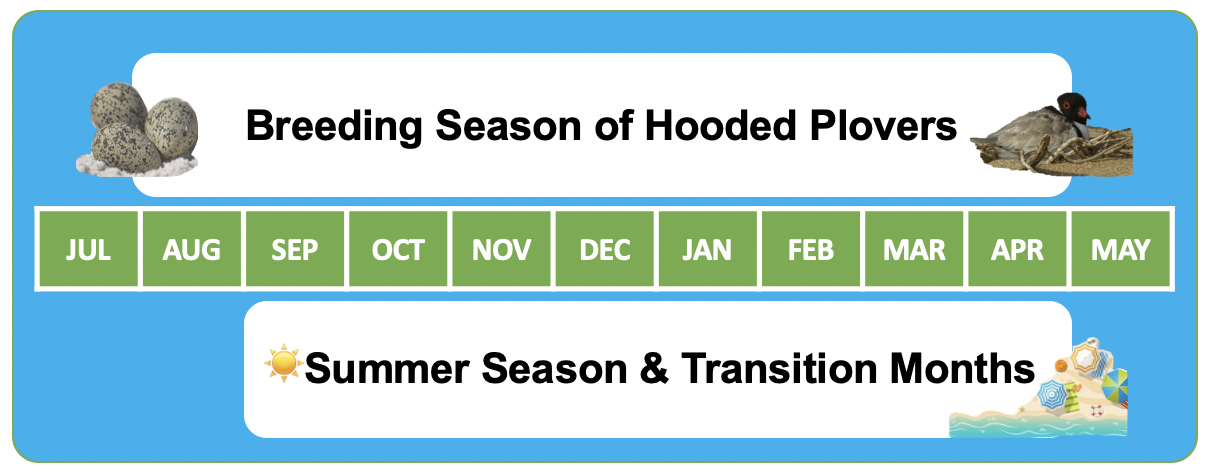 Breeding Season of Hooded Plovers
JUL AUG SEP OCT NOV DEC JAN FEB MAR APR MAY
Summer Season & Transition Months